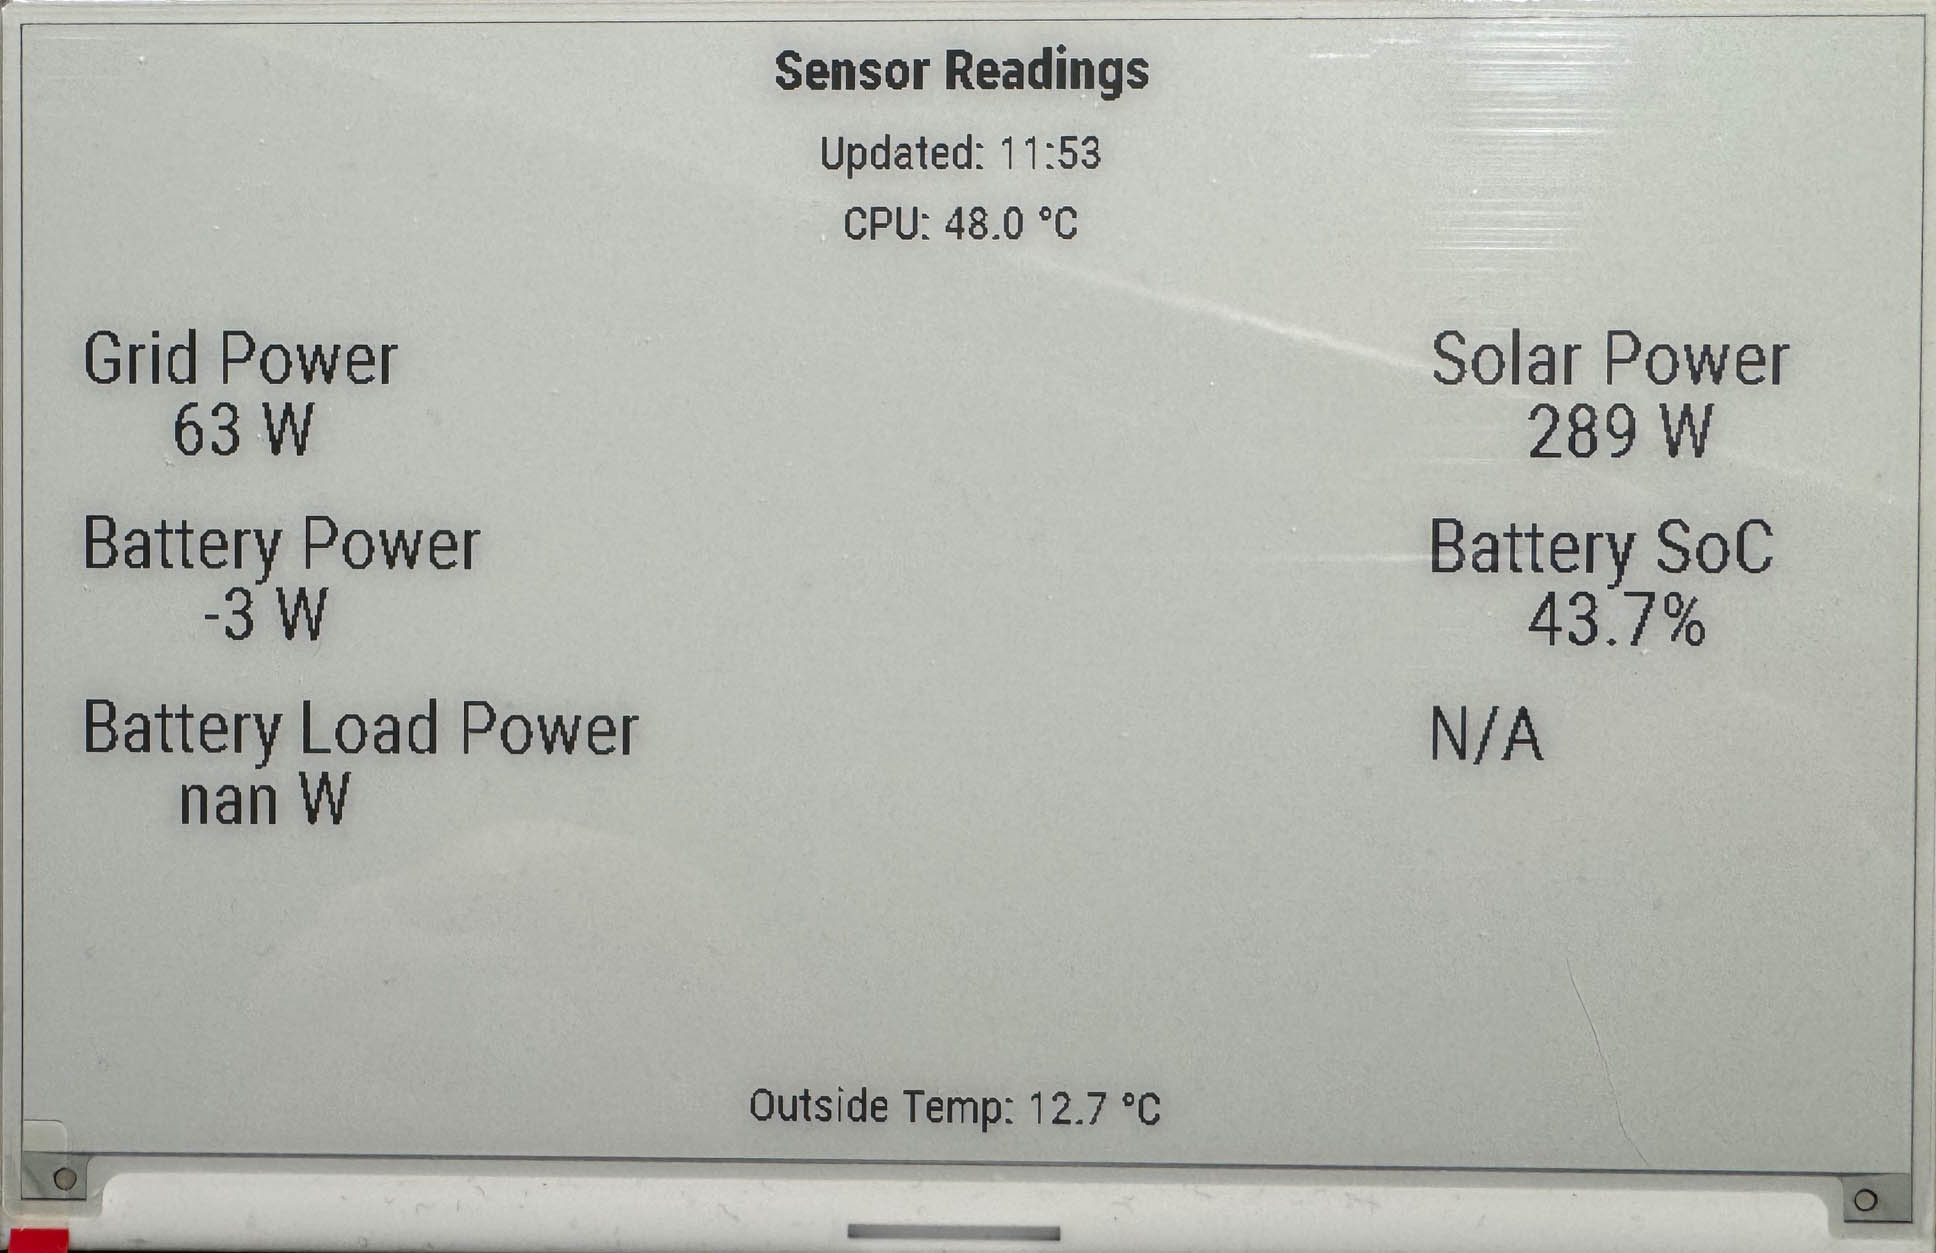 Sensor Readings
Updated: 11:53
CPU: 48.0 °C
Grid Power
63 W
Solar Power
289 W
Battery Power
-3 W
Battery SoC
43.7%
Battery Load Power
nan W
N/A
Outside Temp: 12.7 °C